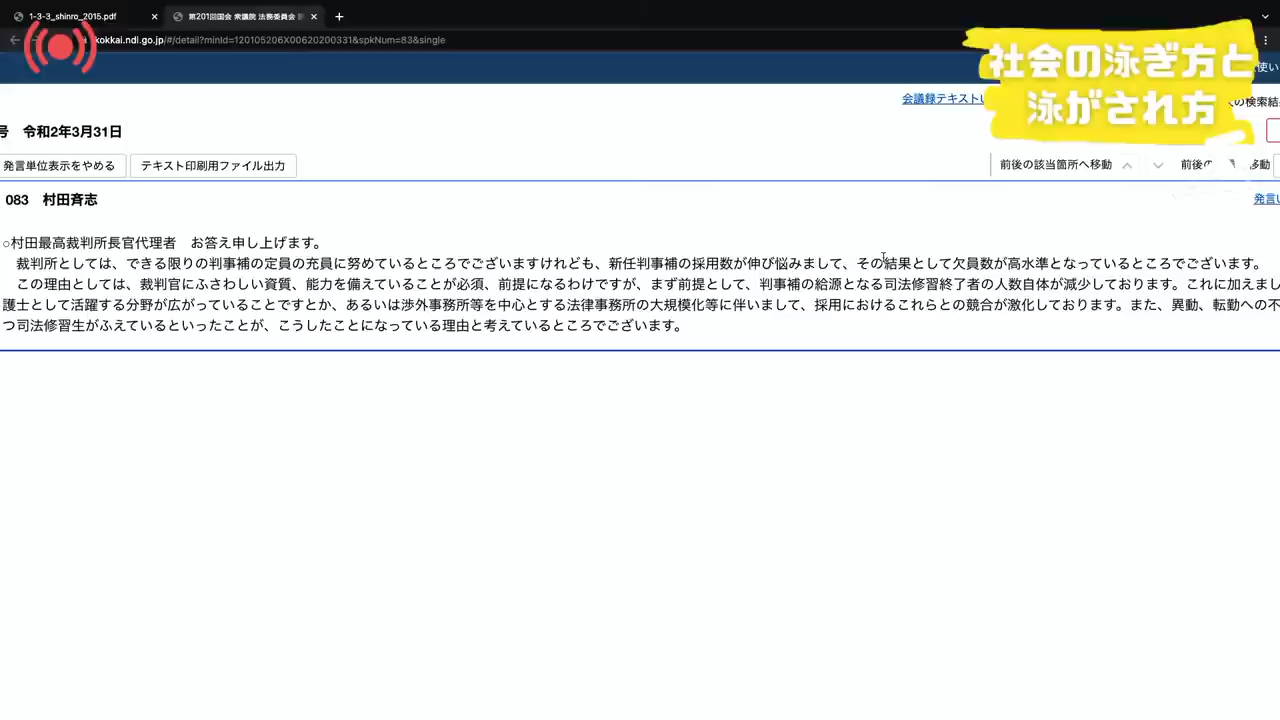 1-3-3_shinro_2015.pdf
第201回国会 衆議院 法務委員会
kokkai.ndl.go.jp/#/detail?minId=120105206X00620200331&spkNum=83&single
社会の泳ぎ方と
泳がされ方
使い
会議録テキスト
の検索結
号 令和2年3月31日
発言単位表示をやめる
テキスト印刷用ファイル出力
前後の該当箇所へ移動
前後の
移動
083 村田斉志
発言
○村田最高裁判所長官代理者 お答え申し上げます。
裁判所としては、できる限りの判事補の定員の充員に努めているところでございますけれども、新任判事補の採用数が伸び悩みまして、その結果として欠員数が高水準となっているところでございます。
この理由としては、裁判官にふさわしい資質、能力を備えていることが必須、前提になるわけですが、まず前提として、判事補の給源となる司法修習終了者の人数自体が減少しております。これに加えまし
護士として活躍する分野が広がっていることですとか、あるいは渉外事務所等を中心とする法律事務所の大規模化等に伴いまして、採用におけるこれらとの競合が激化しております。また、異動、転勤への不
つ司法修習生がふえているといったことが、こうしたことになっている理由と考えているところでございます。